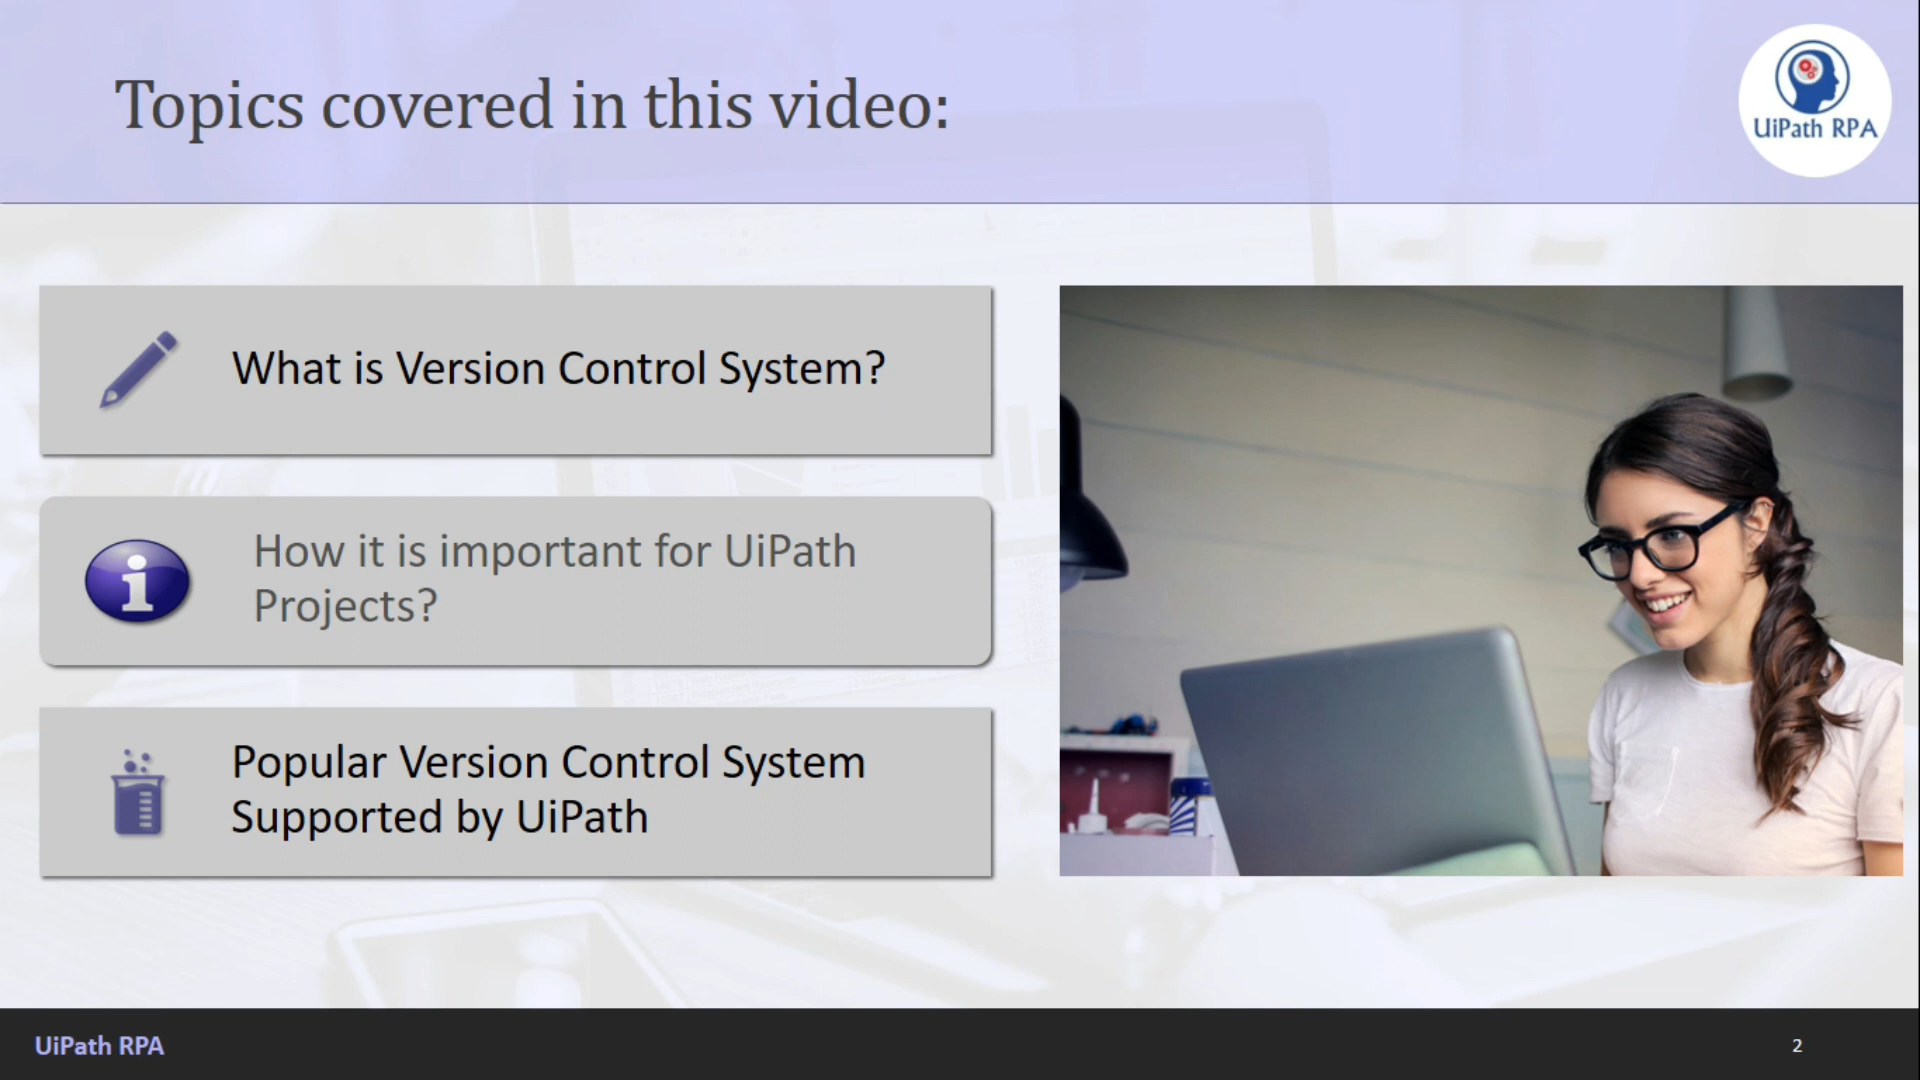 Topics covered in this video:
UiPath RPA
What is Version Control System?
How it is important for UiPath
Projects?
Popular Version Control System
Supported by UiPath
UiPath RPA
2